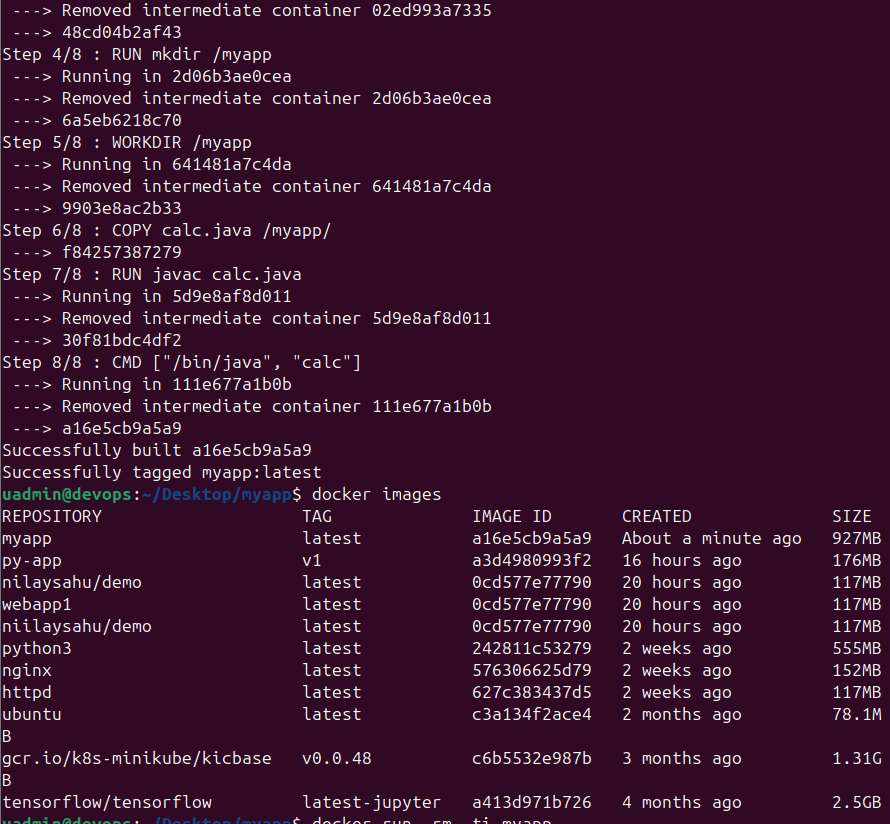 ---> Removed intermediate container 02ed993a7335
---> 48cd04b2af43
Step 4/8 : RUN mkdir /myapp
---> Running in 2d06b3ae0cea
---> Removed intermediate container 2d06b3ae0cea
---> 6a5eb6218c70
Step 5/8 : WORKDIR /myapp
---> Running in 641481a7c4da
---> Removed intermediate container 641481a7c4da
---> 9903e8ac2b33
Step 6/8 : COPY calc.java /myapp/
---> f84257387279
Step 7/8 : RUN javac calc.java
---> Running in 5d9e8af8d011
---> Removed intermediate container 5d9e8af8d011
---> 30f81bdc4df2
Step 8/8 : CMD ["/bin/java", "calc"]
---> Running in 111e677a1b0b
---> Removed intermediate container 111e677a1b0b
---> a16e5cb9a5a9
Successfully built a16e5cb9a5a9
Successfully tagged myapp:latest
uadmin@devops:~/Desktop/myapp$ docker images
REPOSITORY TAG IMAGE ID CREATED SIZE
myapp latest a16e5cb9a5a9 About a minute ago 927MB
py-app v1 a3d4980993f2 16 hours ago 176MB
nilaysahu/demo latest 0cd577e77790 20 hours ago 117MB
webapp1 latest 0cd577e77790 20 hours ago 117MB
niilaysahu/demo latest 0cd577e77790 20 hours ago 117MB
python3 latest 242811c53279 2 weeks ago 555MB
nginx latest 576306625d79 2 weeks ago 152MB
httpd latest 627c383437d5 2 weeks ago 117MB
ubuntu latest c3a134f2ace4 2 months ago 78.1M
B
gcr.io/k8s-minikube/kicbase v0.0.48 c6b5532e987b 3 months ago 1.31G
B
tensorflow/tensorflow latest-jupyter a413d971b726 4 months ago 2.5GB
uadmin@devops:~/Desktop/myapp$ docker run